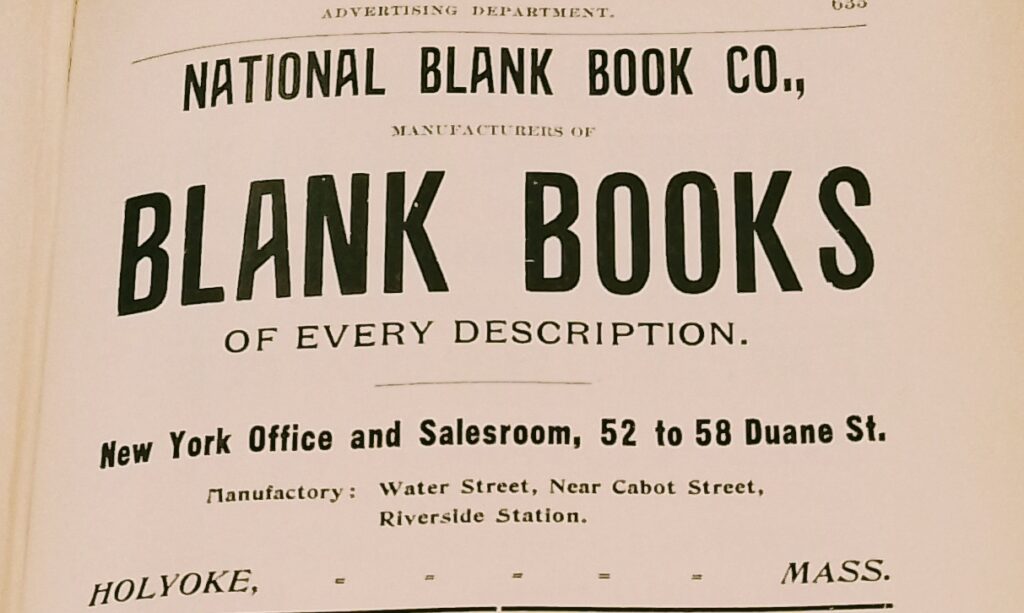 ADVERTISING DEPARTMENT. 635
NATIONAL BLANK BOOK CO.,
MANUFACTURERS OF
BLANK BOOKS
OF EVERY DESCRIPTION.
New York Office and Salesroom, 52 to 58 Duane St.
Manufactory: Water Street, Near Cabot Street,
Riverside Station.
HOLYOKE, - - - - - MASS.